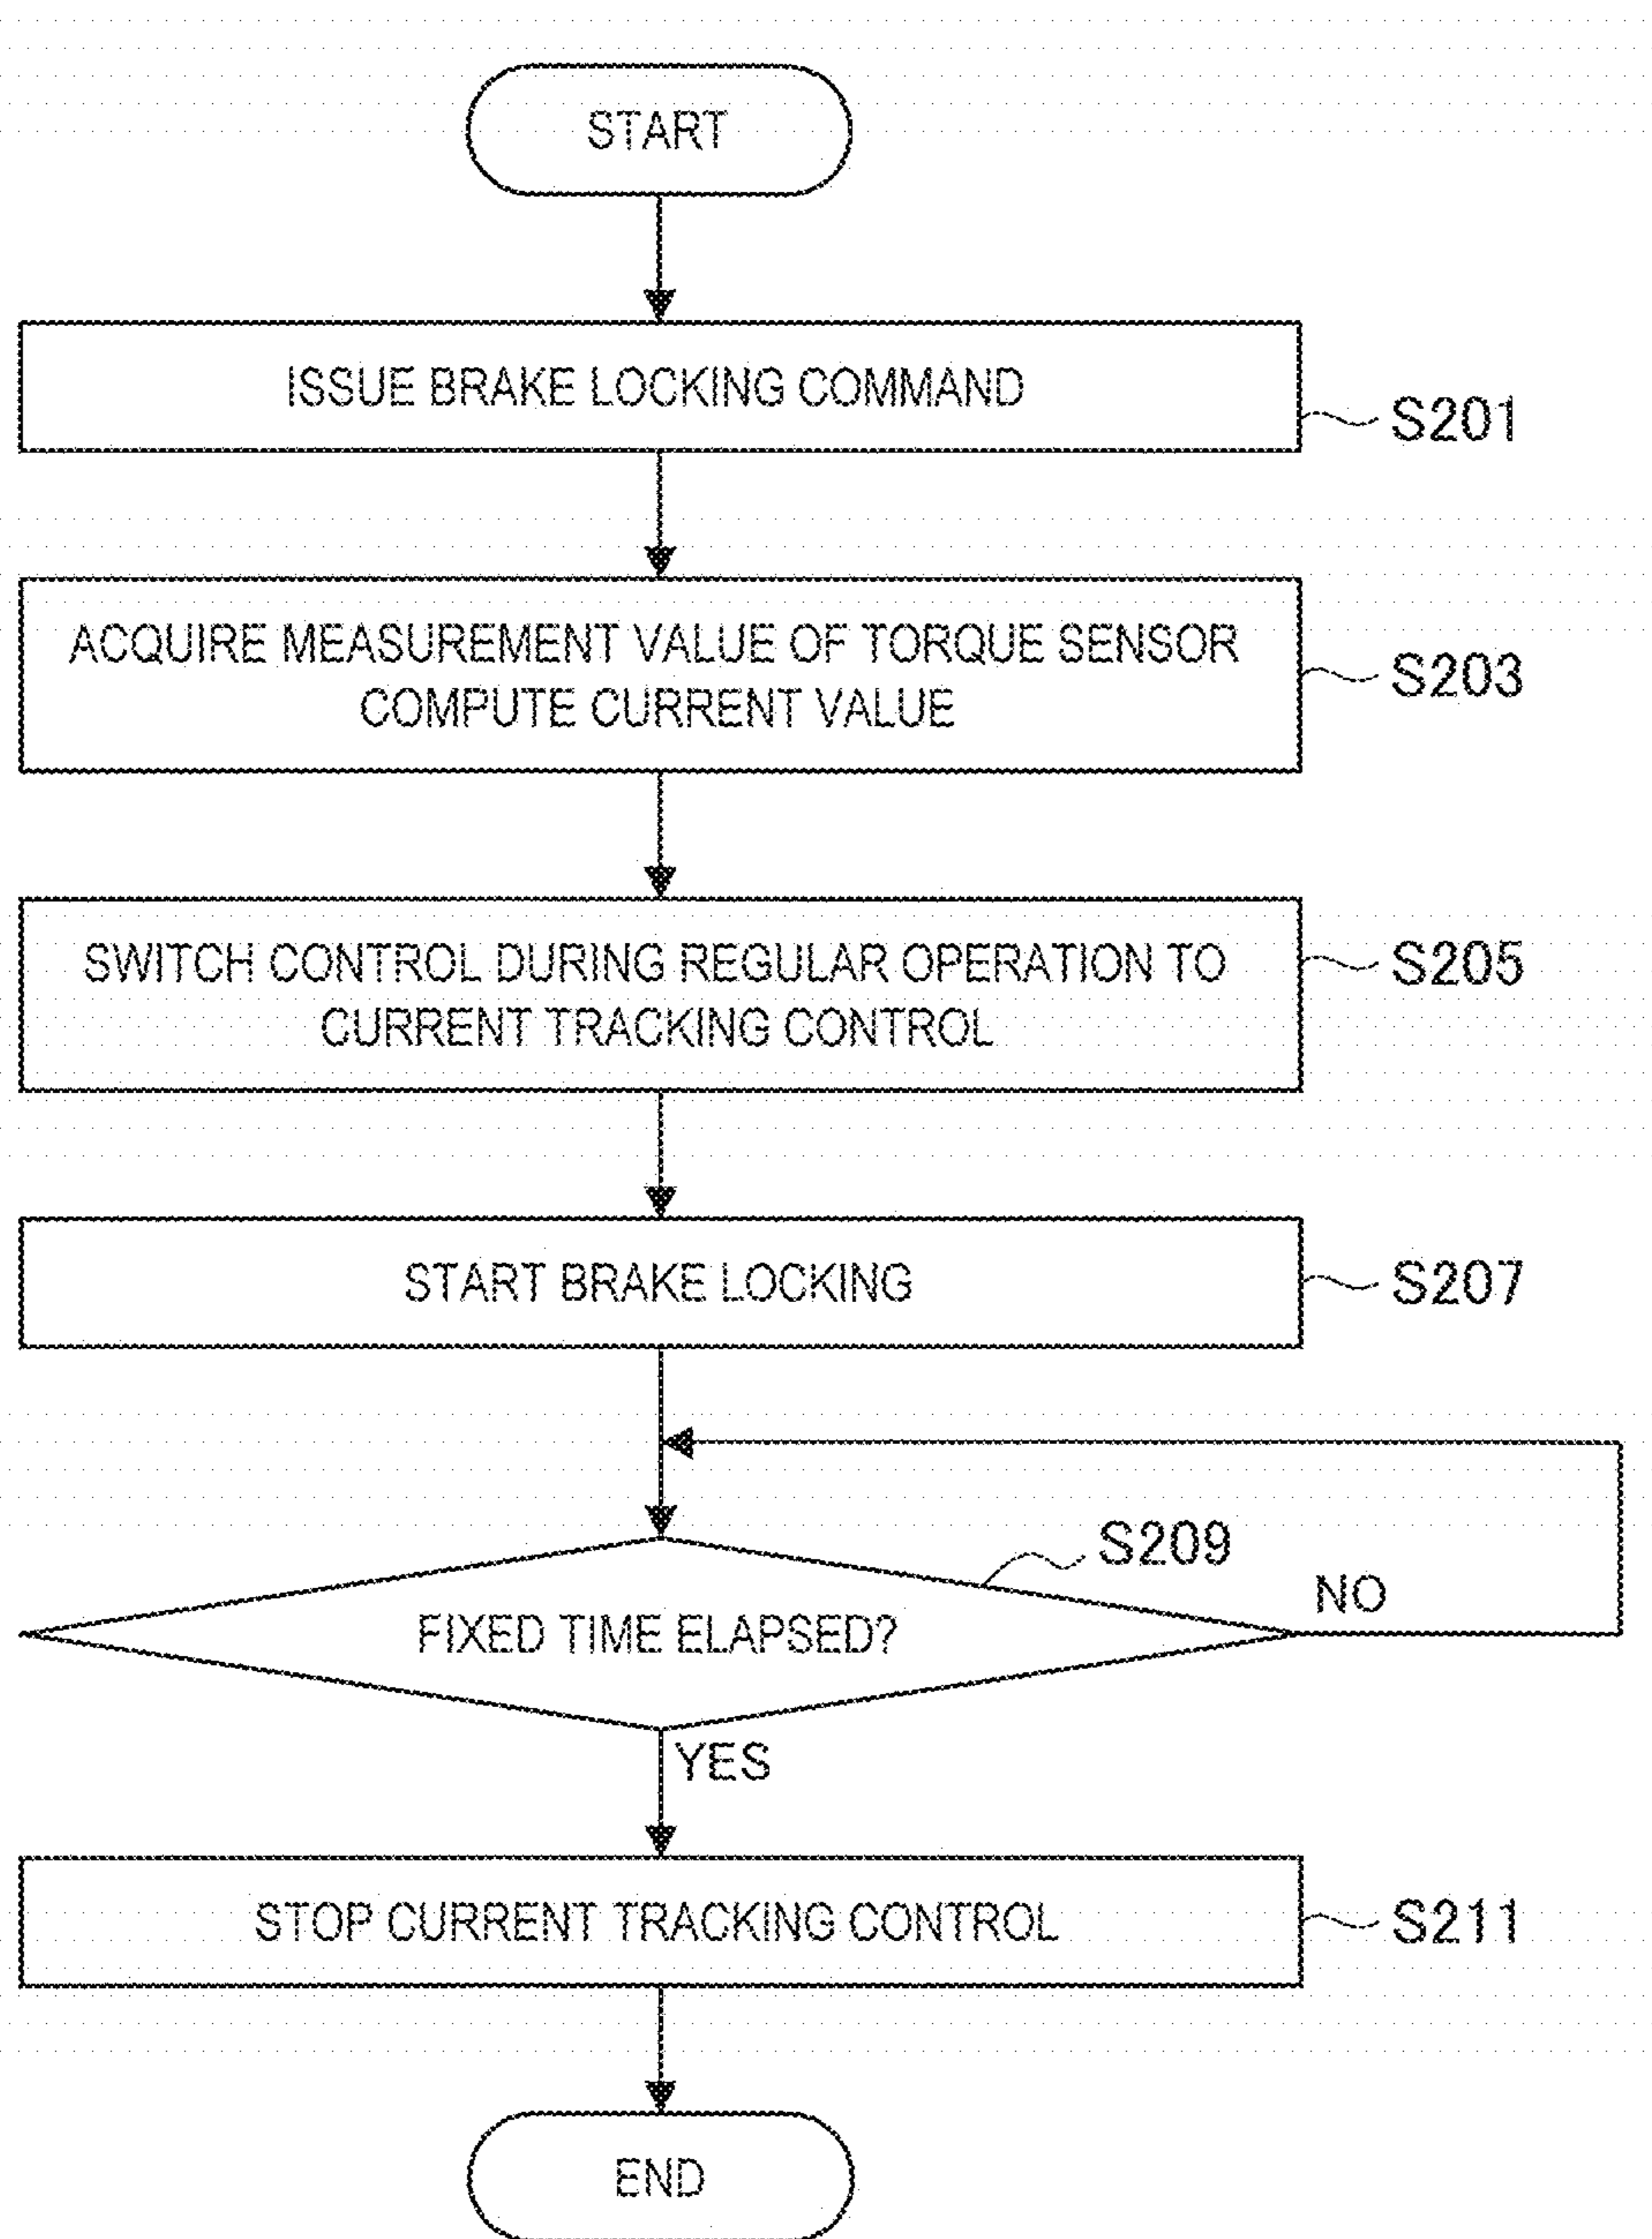 START
ISSUE BRAKE LOCKING COMMAND
S201
ACQUIRE MEASUREMENT VALUE OF TORQUE SENSOR
COMPUTE CURRENT VALUE
S203
SWITCH CONTROL DURING REGULAR OPERATION TO
CURRENT TRACKING CONTROL
S205
START BRAKE LOCKING
S207
S209
FIXED TIME ELAPSED?
NO
YES
STOP CURRENT TRACKING CONTROL
S211
END